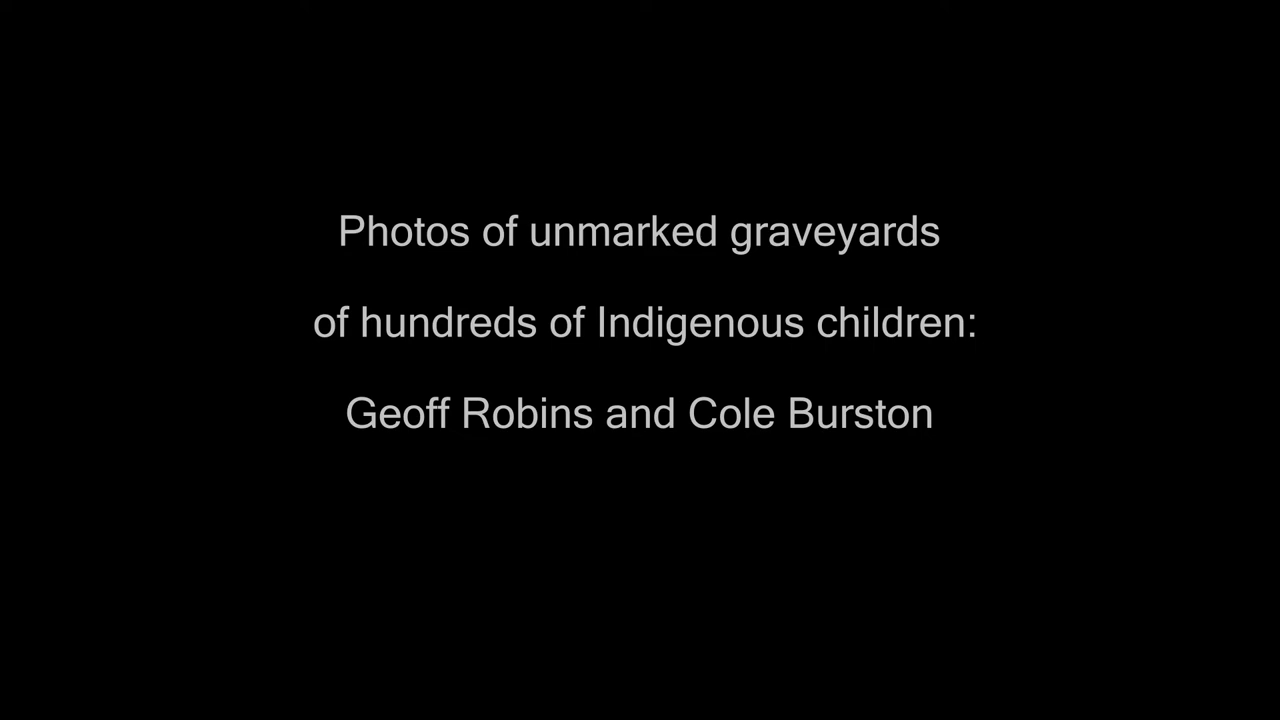 Photos of unmarked graveyards
of hundreds of Indigenous children:
Geoff Robins and Cole Burston